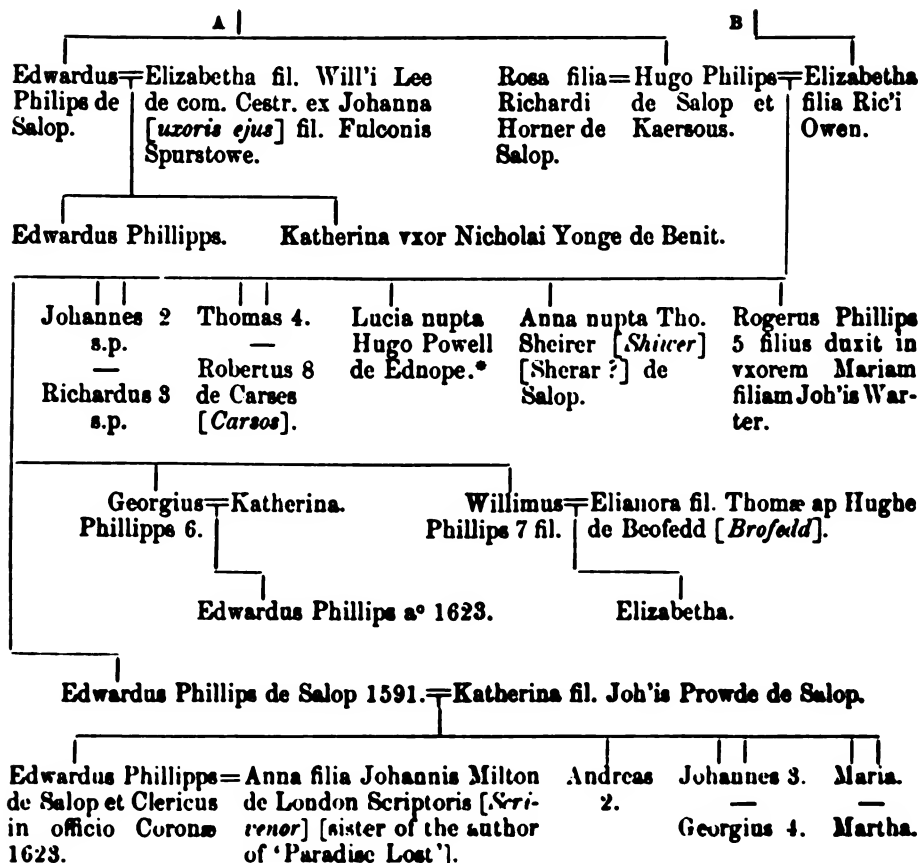 A B
Edwardus = Elizabetha fil. Will'i Lee Rosa filia = Hugo Philips = Elizabetha
Philips de de com. Cestr. ex Johanna Richardi de Salop et filia Ric'i
Salop. [uxoris ejus] fil. Fulconis Horner de Kaersous. Owen.
Spurstowe. Salop.
Edwardus Phillipps. Katherina vxor Nicholai Yonge de Benit.
Johannes 2 Thomas 4. Lucia nupta Anna nupta Tho. Rogerus Phillips
s.p. — Hugo Powell Sheirer [Shiwer] 5 filius duxit in
— Robertus 8 de Ednope.* [Sherar ?] de vxorem Mariam
Richardus 3 de Carses Salop. filiam Joh'is War-
s.p. [Carsos]. ter.
Georgius = Katherina. Willimus = Elianora fil. Thomæ ap Hughe
Phillipps 6. Phillips 7 fil. de Beofedd [Brofedd].
Edwardus Phillips aº 1623. Elizabetha.
Edwardus Phillips de Salop 1591. = Katherina fil. Joh'is Prowde de Salop.
Edwardus Phillipps = Anna filia Johannis Milton Andreas Johannes 3. Maria.
de Salop et Clericus de London Scriptoris [Scri- 2. — —
in officio Coronæ venor] [sister of the author Georgius 4. Martha.
1623. of 'Paradise Lost'].